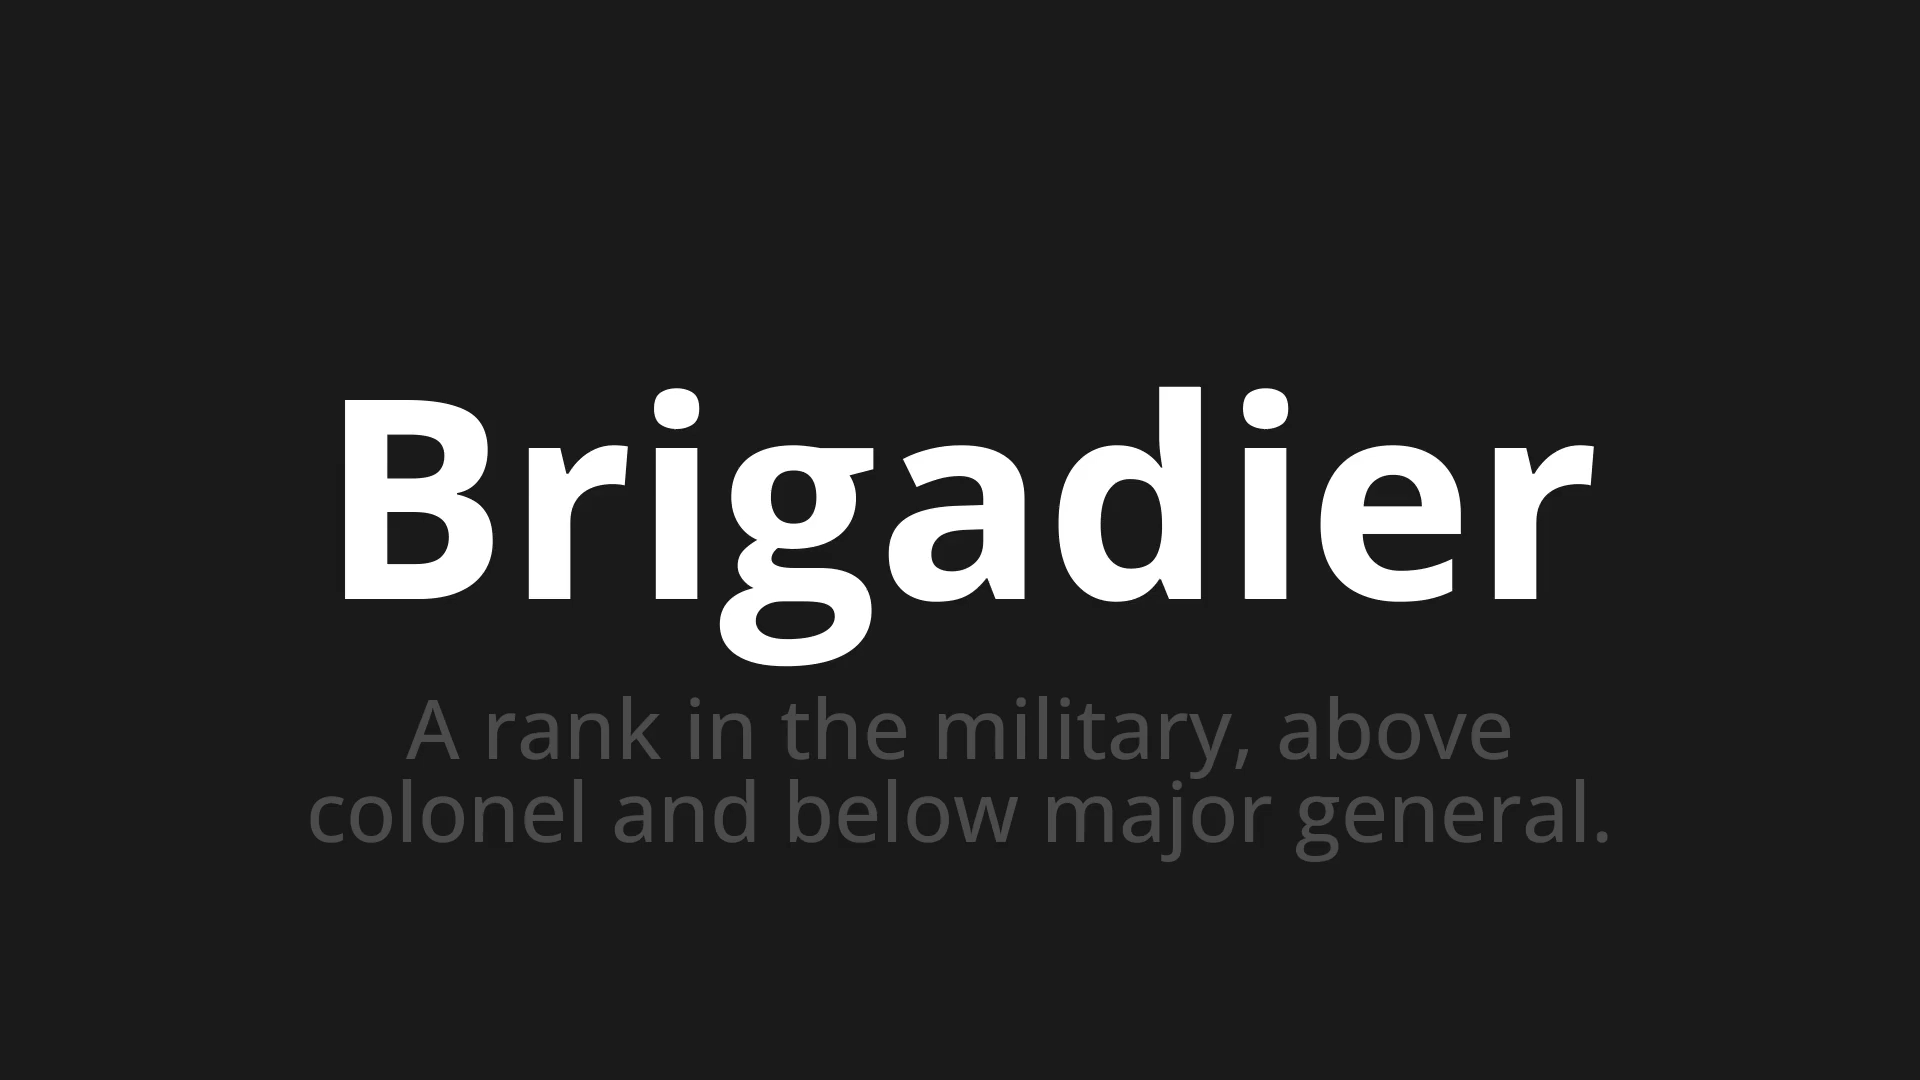 Brigadier
A rank in the military, above
colonel and below major general.